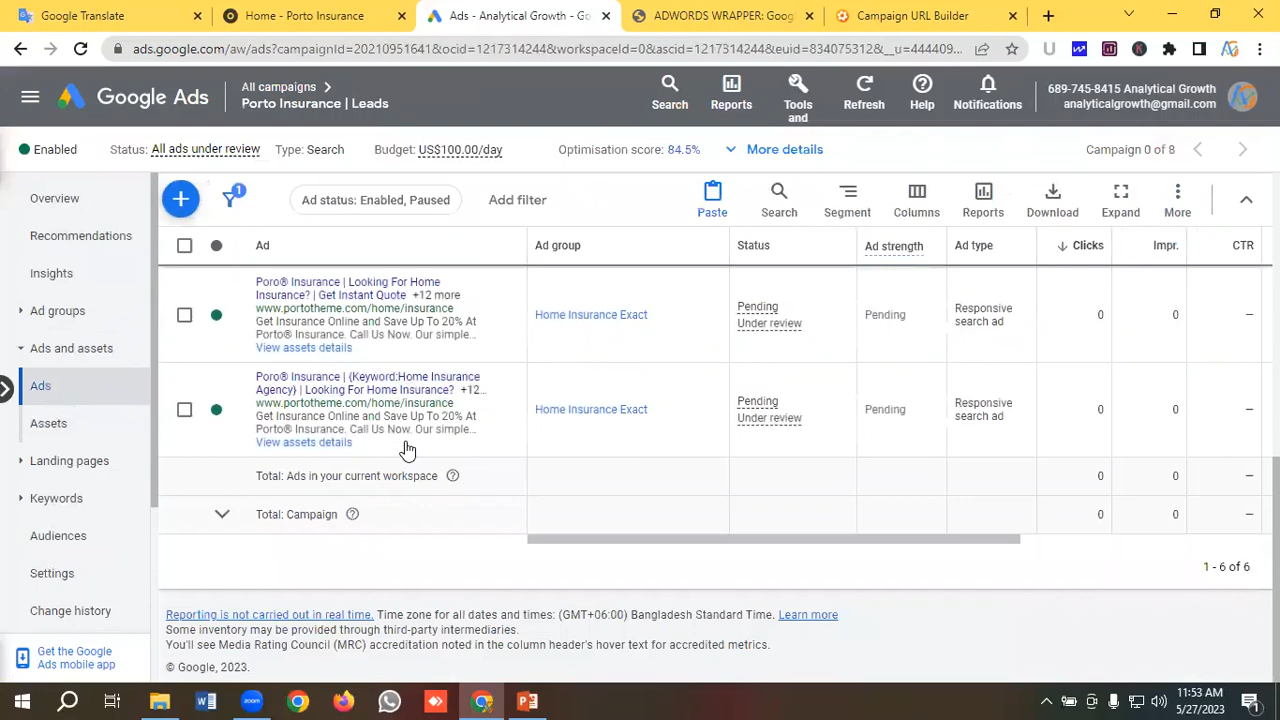 Google Translate
Home - Porto Insurance
Ads - Analytical Growth - Go
ADWORDS WRAPPER: Goog
Campaign URL Builder
ads.google.com/aw/ads?campaignId=20210951641&ocid=1217314244&workspaceId=0&ascid=1217314244&euid=834075312&__u=444409...
Google Ads
All campaigns
Porto Insurance | Leads
Search
Reports
Tools and
Refresh
Help
Notifications
689-745-8415 Analytical Growth
analyticalgrowth@gmail.com
Enabled Status: All ads under review Type: Search Budget: US$100.00/day Optimisation score: 84.5% More details Campaign 0 of 8
Overview
Recommendations
Insights
Ad groups
Ads and assets
Ads
Assets
Landing pages
Keywords
Audiences
Settings
Change history
Get the Google
Ads mobile app
1
Ad status: Enabled, Paused
Add filter
Paste
Search
Segment
Columns
Reports
Download
Expand
More
Ad Ad group Status Ad strength Ad type Clicks Impr. CTR
Poro® Insurance | Looking For Home
Insurance? | Get Instant Quote +12 more
www.portotheme.com/home/insurance
Get Insurance Online and Save Up To 20% At
Porto® Insurance. Call Us Now. Our simple...
View assets details
Home Insurance Exact
Pending
Under review
Pending
Responsive
search ad
0
0
–
Poro® Insurance | {Keyword:Home Insurance
Agency} | Looking For Home Insurance? +12...
www.portotheme.com/home/insurance
Get Insurance Online and Save Up To 20% At
Porto® Insurance. Call Us Now. Our simple...
View assets details
Home Insurance Exact
Pending
Under review
Pending
Responsive
search ad
0
0
–
Total: Ads in your current workspace 0 0 –
Total: Campaign 0 0 –
1 - 6 of 6
Reporting is not carried out in real time. Time zone for all dates and times: (GMT+06:00) Bangladesh Standard Time. Learn more
Some inventory may be provided through third-party intermediaries.
You'll see Media Rating Council (MRC) accreditation noted in the column header's hover text for accredited metrics.
© Google, 2023.
11:53 AM
5/27/2023